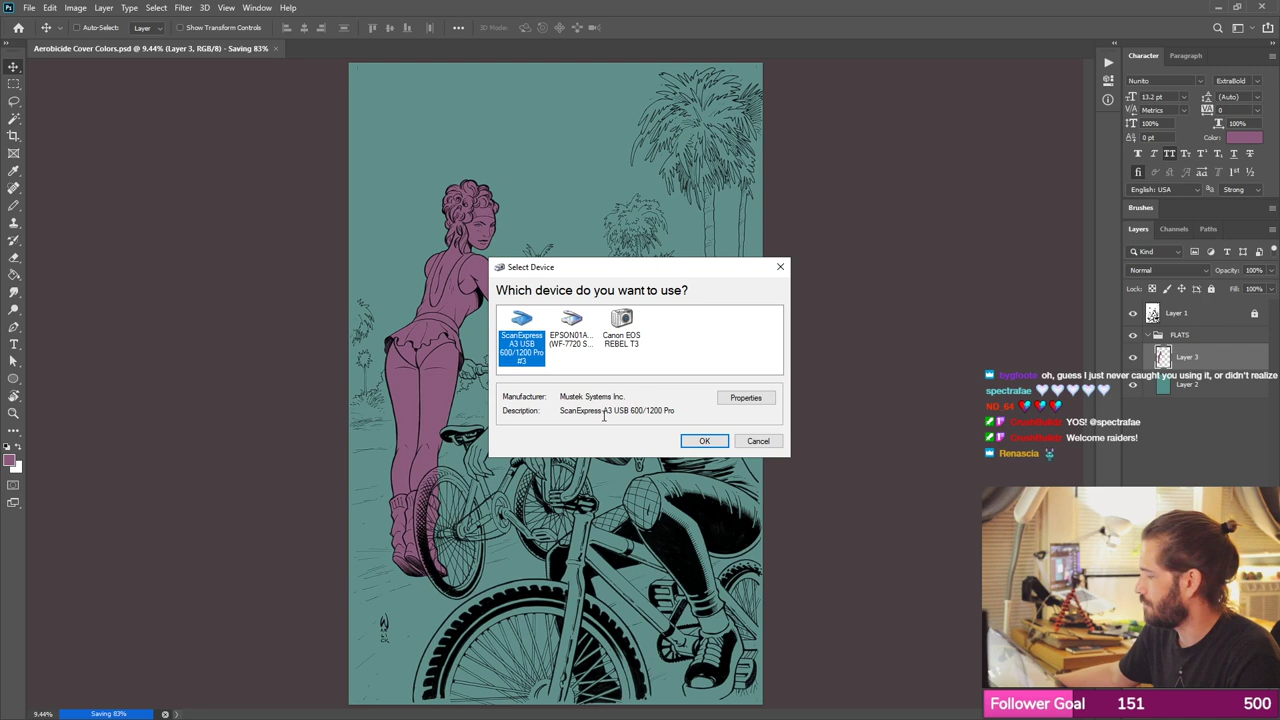 Ps File Edit Image Layer Type Select Filter 3D View Window Help
Auto-Select: Layer Show Transform Controls 3D Mode:
Aerobicide Cover Colors.psd @ 9.44% (Layer 3, RGB/8) - Saving 83%
Character Paragraph
Nunito ExtraBold
13.2 pt (Auto)
Metrics 0
100% 100%
0 pt Color:
English: USA Strong
Brushes
Layers Channels Paths
Kind
Normal Opacity: 100%
Lock: Fill: 100%
Layer 1
FLATS
Layer 3
Layer 2
Select Device
Which device do you want to use?
ScanExpress
A3 USB
600/1200 Pro
#3
EPSON01A...
(WF-7720 S...
Canon EOS
REBEL T3
Manufacturer: Mustek Systems Inc.
Description: ScanExpress A3 USB 600/1200 Pro
Properties
OK Cancel
oh, guess I just never caught you using it, or didn't realize
spectrafae
ND_64
YOS! @spectrafae
Welcome raiders!
Renascia
Follower Goal 151 500
9.44% Saving 83%